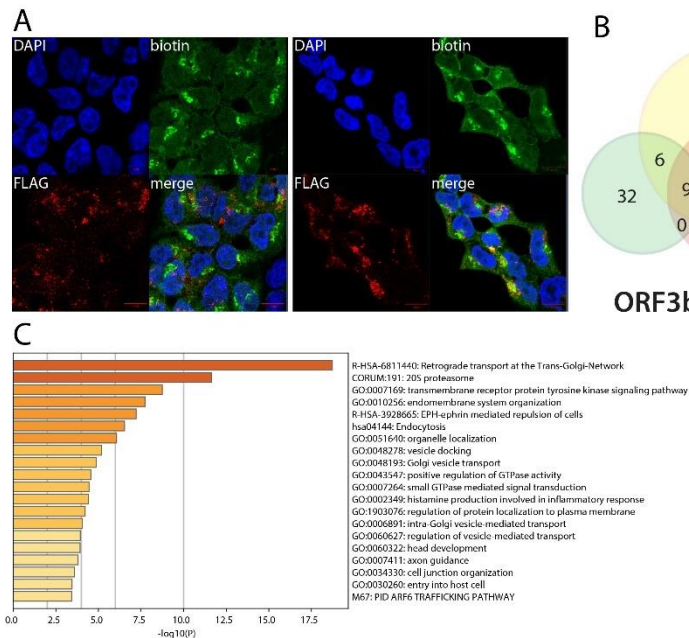 A
B
DAPI
biotin
DAPI
biotin
FLAG
merge
FLAG
merge
6
32
9
0
ORF3b
C
R-HSA-6811440: Retrograde transport at the Trans-Golgi-Network
CORUM:191: 20S proteasome
GO:0007169: transmembrane receptor protein tyrosine kinase signaling pathway
GO:0010256: endomembrane system organization
R-HSA-3928665: EPH-ephrin mediated repulsion of cells
hsa04144: Endocytosis
GO:0051640: organelle localization
GO:0048278: vesicle docking
GO:0048193: Golgi vesicle transport
GO:0043547: positive regulation of GTPase activity
GO:0007264: small GTPase mediated signal transduction
GO:0002349: histamine production involved in inflammatory response
GO:1903076: regulation of protein localization to plasma membrane
GO:0006891: intra-Golgi vesicle-mediated transport
GO:0060627: regulation of vesicle-mediated transport
GO:0060322: head development
GO:0007411: axon guidance
GO:0034330: cell junction organization
GO:0030260: entry into host cell
M67: PID ARF6 TRAFFICKING PATHWAY
0.0 2.5 5.0 7.5 10.0 12.5 15.0 17.5
-log10(P)